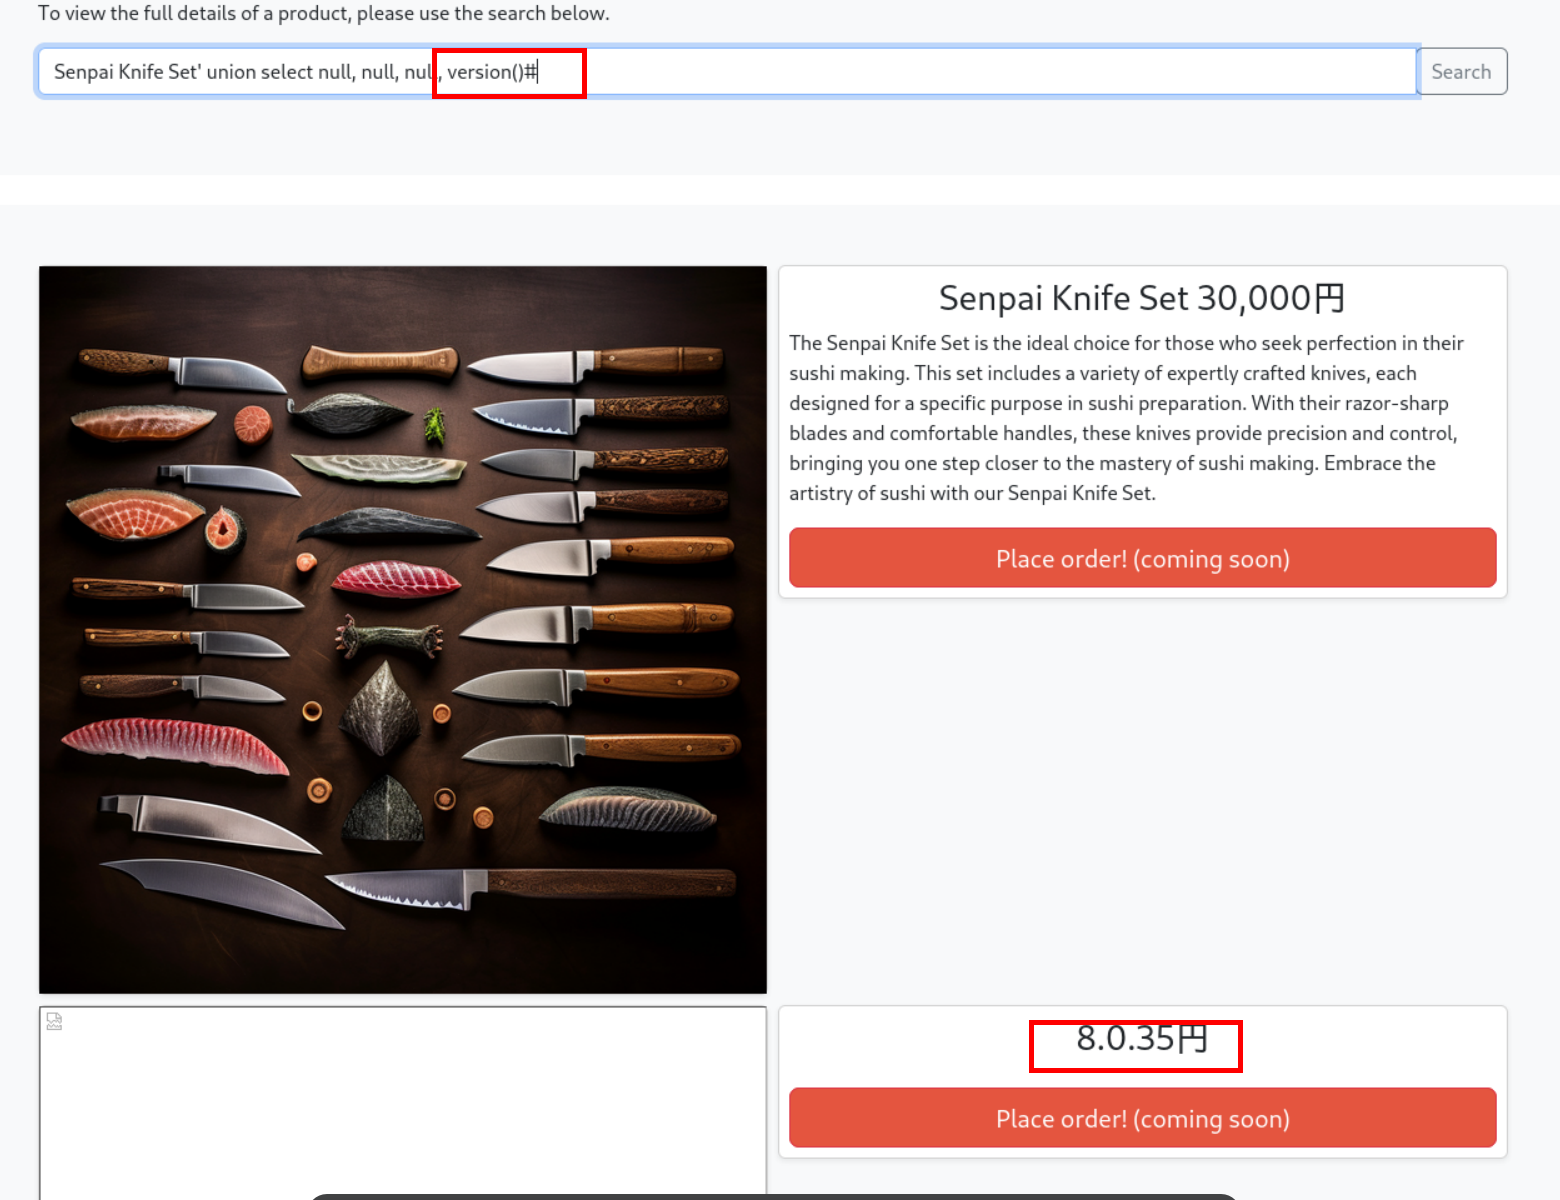 To view the full details of a product, please use the search below.
Senpai Knife Set' union select null, null, null, version()#
Search
Senpai Knife Set 30,000円
The Senpai Knife Set is the ideal choice for those who seek perfection in their
sushi making. This set includes a variety of expertly crafted knives, each
designed for a specific purpose in sushi preparation. With their razor-sharp
blades and comfortable handles, these knives provide precision and control,
bringing you one step closer to the mastery of sushi making. Embrace the
artistry of sushi with our Senpai Knife Set.
Place order! (coming soon)
8.0.35円
Place order! (coming soon)